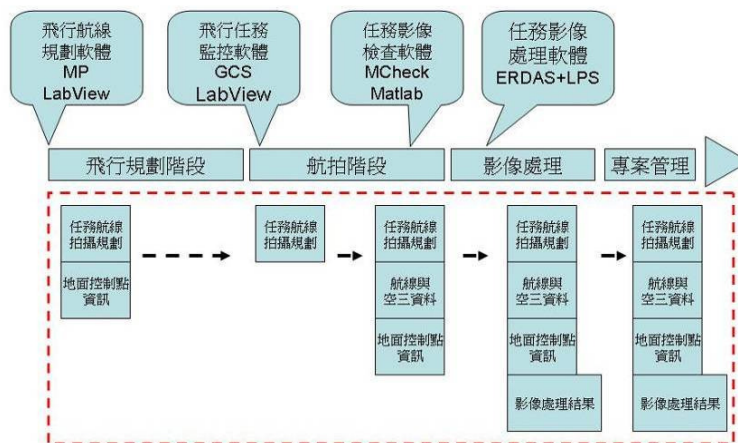 飛行航線
規劃軟體
MP
LabView
飛行任務
監控軟體
GCS
LabView
任務影像
檢查軟體
MCheck
Matlab
任務影像
處理軟體
ERDAS+LPS
飛行規劃階段
航拍階段
影像處理
專案管理
任務航線
拍攝規劃
地面控制點
資訊
任務航線
拍攝規劃
任務航線
拍攝規劃
航線與
空三資料
地面控制點
資訊
任務航線
拍攝規劃
航線與
空三資料
地面控制點
資訊
影像處理結果
任務航線
拍攝規劃
航線與
空三資料
地面控制點
資訊
影像處理結果